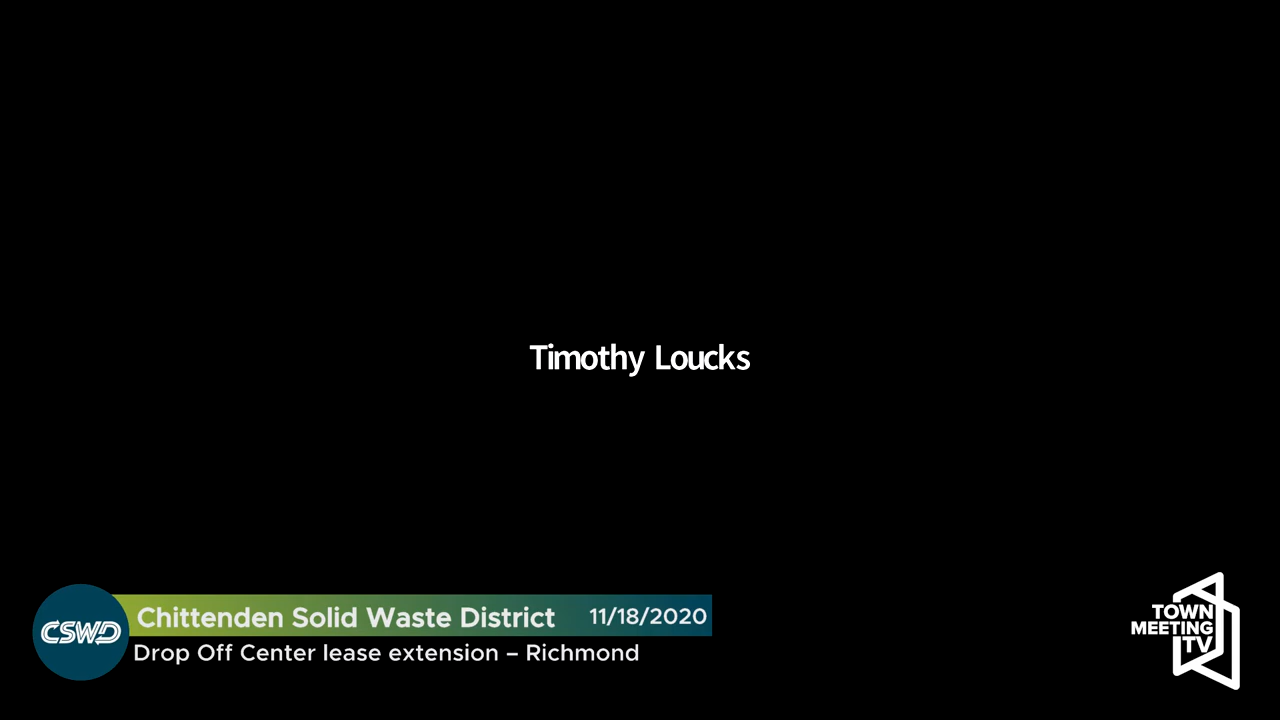 Timothy Loucks
CSWD
Chittenden Solid Waste District 11/18/2020
Drop Off Center lease extension – Richmond
TOWN
MEETING
TV